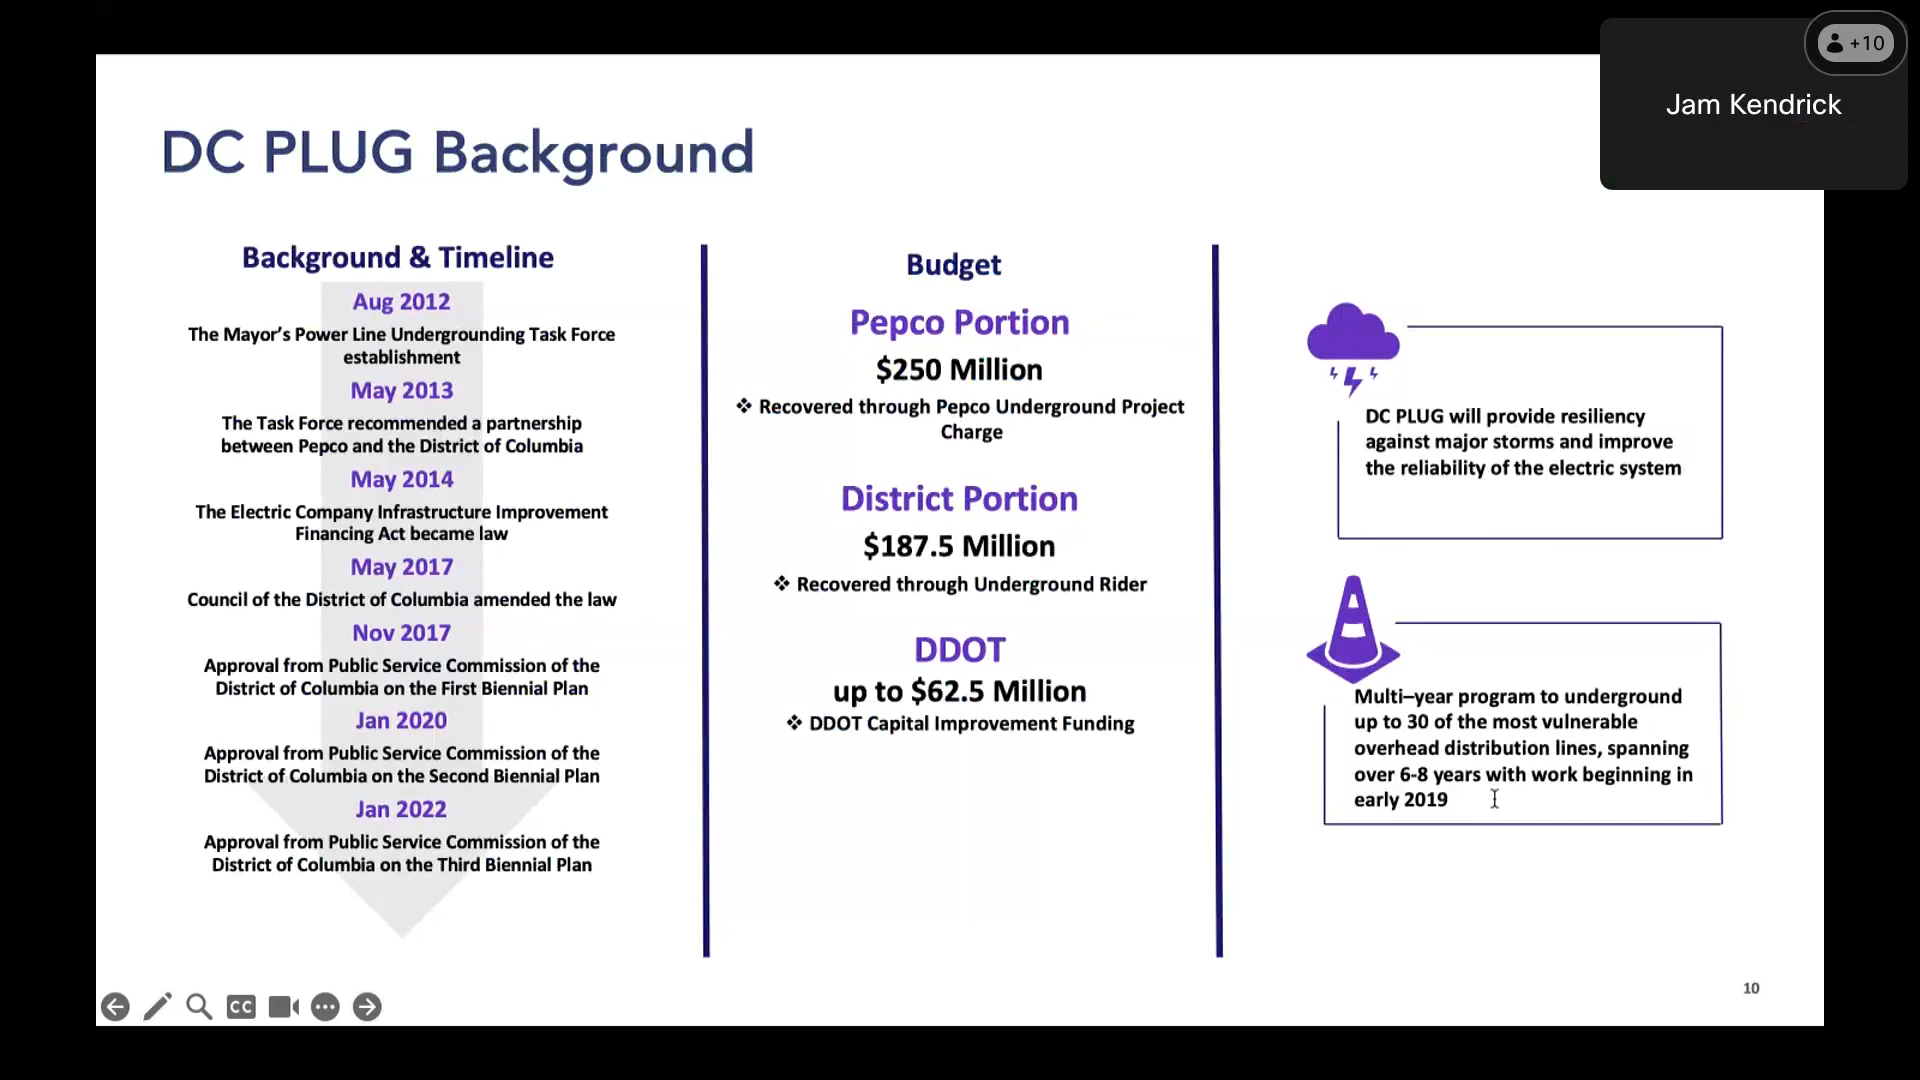 +10
Jam Kendrick
DC PLUG Background
Background & Timeline
Aug 2012
The Mayor’s Power Line Undergrounding Task Force
establishment
May 2013
The Task Force recommended a partnership
between Pepco and the District of Columbia
May 2014
The Electric Company Infrastructure Improvement
Financing Act became law
May 2017
Council of the District of Columbia amended the law
Nov 2017
Approval from Public Service Commission of the
District of Columbia on the First Biennial Plan
Jan 2020
Approval from Public Service Commission of the
District of Columbia on the Second Biennial Plan
Jan 2022
Approval from Public Service Commission of the
District of Columbia on the Third Biennial Plan
Budget
Pepco Portion
$250 Million
❖ Recovered through Pepco Underground Project
Charge
District Portion
$187.5 Million
❖ Recovered through Underground Rider
DDOT
up to $62.5 Million
❖ DDOT Capital Improvement Funding
DC PLUG will provide resiliency
against major storms and improve
the reliability of the electric system
Multi–year program to underground
up to 30 of the most vulnerable
overhead distribution lines, spanning
over 6-8 years with work beginning in
early 2019
10
CC